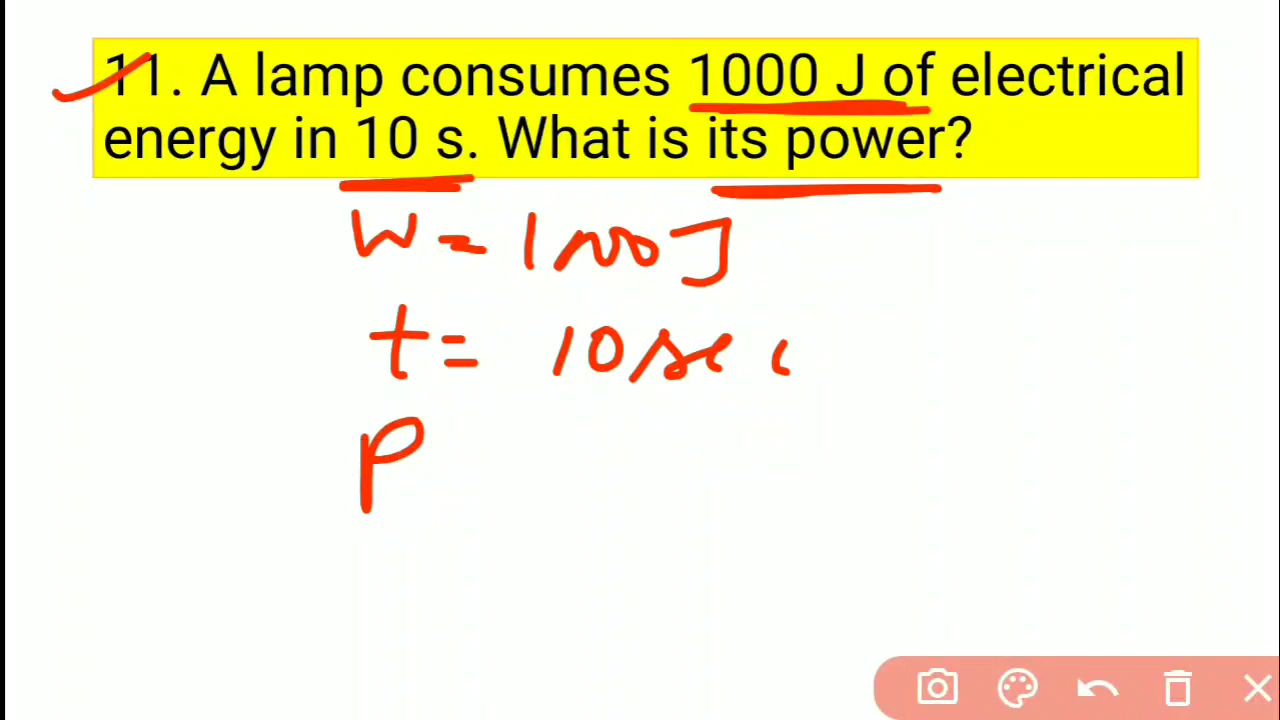 11. A lamp consumes 1000 J of electrical
energy in 10 s. What is its power?
W = 1000 J
t = 10 sec
P